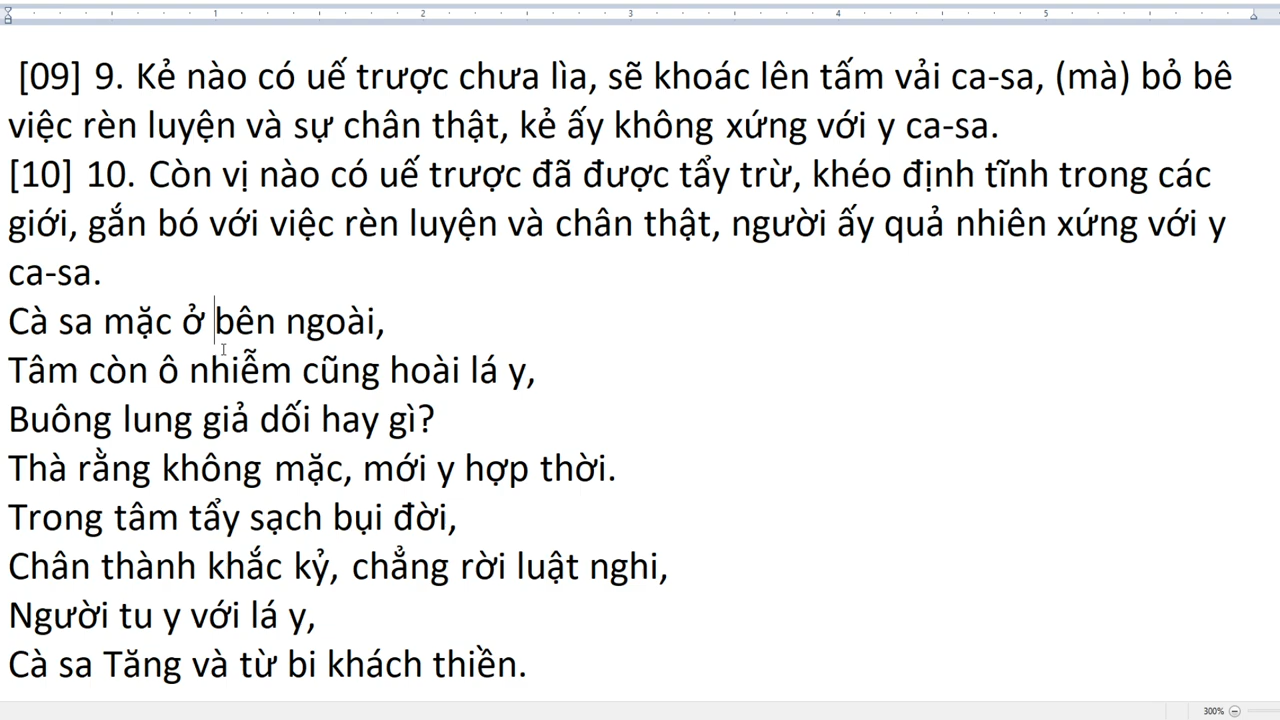 1 2 3 4 5
[09] 9. Kẻ nào có uế trược chưa lìa, sẽ khoác lên tấm vải ca-sa, (mà) bỏ bê
việc rèn luyện và sự chân thật, kẻ ấy không xứng với y ca-sa.
[10] 10. Còn vị nào có uế trược đã được tẩy trừ, khéo định tĩnh trong các
giới, gắn bó với việc rèn luyện và chân thật, người ấy quả nhiên xứng với y
ca-sa.
Cà sa mặc ở bên ngoài,
Tâm còn ô nhiễm cũng hoài lá y,
Buông lung giả dối hay gì?
Thà rằng không mặc, mới y hợp thời.
Trong tâm tẩy sạch bụi đời,
Chân thành khắc kỷ, chẳng rời luật nghi,
Người tu y với lá y,
Cà sa Tăng và từ bi khách thiền.
300%